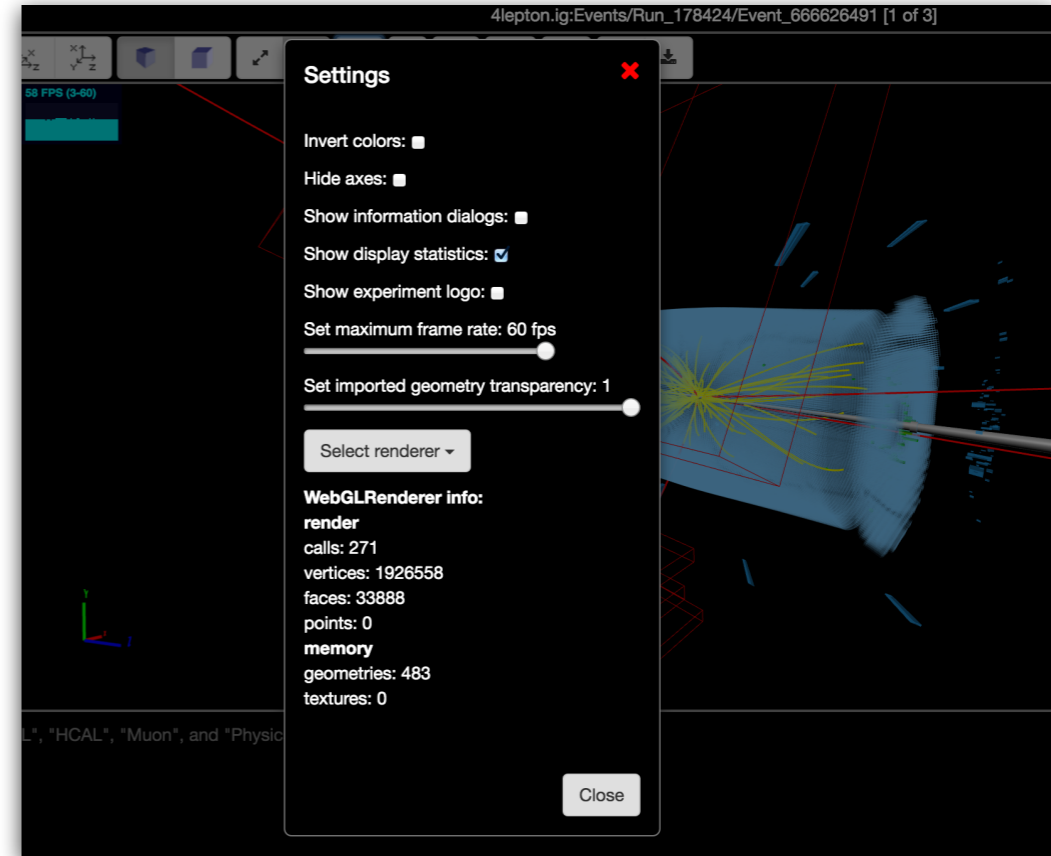 4lepton.ig:Events/Run_178424/Event_666626491 [1 of 3]
58 FPS (3-60)
Settings
Invert colors:
Hide axes:
Show information dialogs:
Show display statistics:
Show experiment logo:
Set maximum frame rate: 60 fps
Set imported geometry transparency: 1
Select renderer
WebGLRenderer info:
render
calls: 271
vertices: 1926558
faces: 33888
points: 0
memory
geometries: 483
textures: 0
L", "HCAL", "Muon", and "Physic
Close